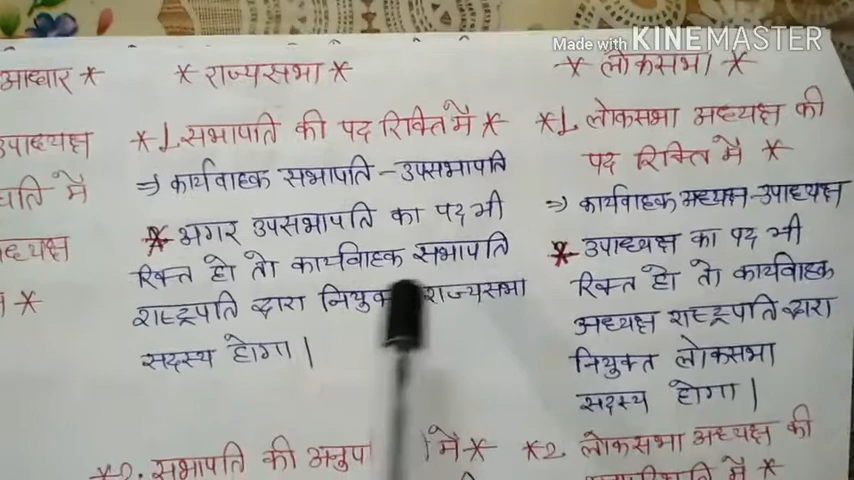 Made with KINEMASTER
आधार *
उपाध्यक्ष
में
ध्यक्ष
*
* राज्यसभा *
*1. सभापति की पद रिक्ति में *
⇒ कार्यवाहक सभापति - उपसभापति
* अगर उपसभापति का पद भी
रिक्त हो तो कार्यवाहक सभापति
राष्ट्रपति द्वारा राज्यसभा
सदस्य होगा।
सभापति की में *
* लोकसभा *
*1. लोकसभा अध्यक्ष की
पद रिक्ति में *
⇒ कार्यवाहक अध्यक्ष - उपाध्यक्ष
* उपाध्यक्ष का पद भी
रिक्त हो तो कार्यवाहक
अध्यक्ष राष्ट्रपति द्वारा
नियुक्त लोकसभा
सदस्य होगा।
*2. लोकसभा अध्यक्ष की
में *